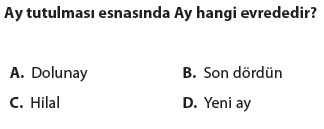 Ay tutulması esnasında Ay hangi evrededir?
A. Dolunay
B. Son dördün
C. Hilal
D. Yeni ay